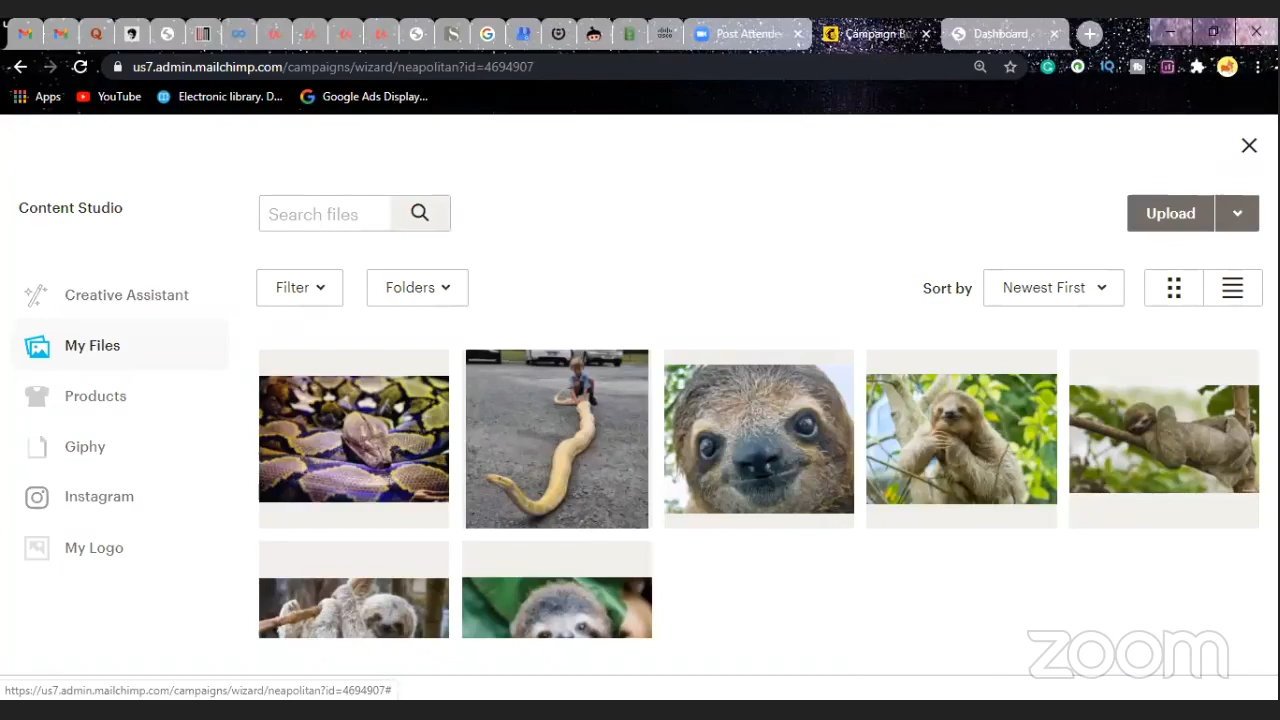 Post Attende
Campaign B
Dashboard
us7.admin.mailchimp.com/campaigns/wizard/neapolitan?id=4694907
Apps
YouTube
Electronic library. D...
Google Ads Display...
Content Studio
Search files
Upload
Filter
Folders
Sort by
Newest First
Creative Assistant
My Files
Products
Giphy
Instagram
My Logo
zoom
https://us7.admin.mailchimp.com/campaigns/wizard/neapolitan?id=4694907#